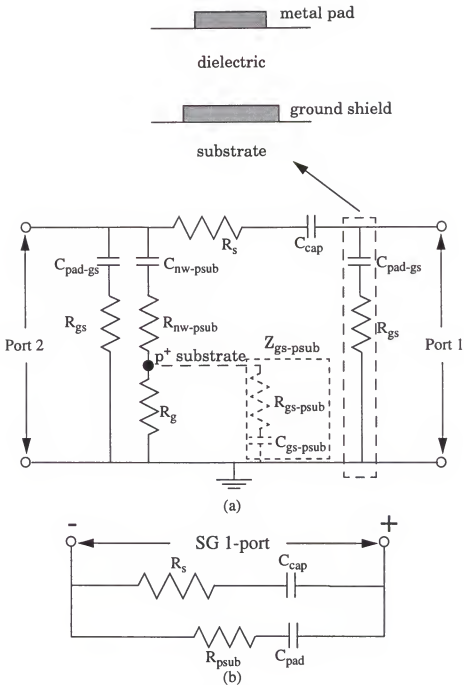 metal pad
dielectric
ground shield
substrate
R_s
C_cap
C_pad-gs
C_nw-psub
C_pad-gs
R_gs
R_nw-psub
Z_gs-psub
R_gs
Port 2
Port 1
p+ substrate
R_gs-psub
R_g
C_gs-psub
(a)
- SG 1-port +
R_s
C_cap
R_psub
C_pad
(b)